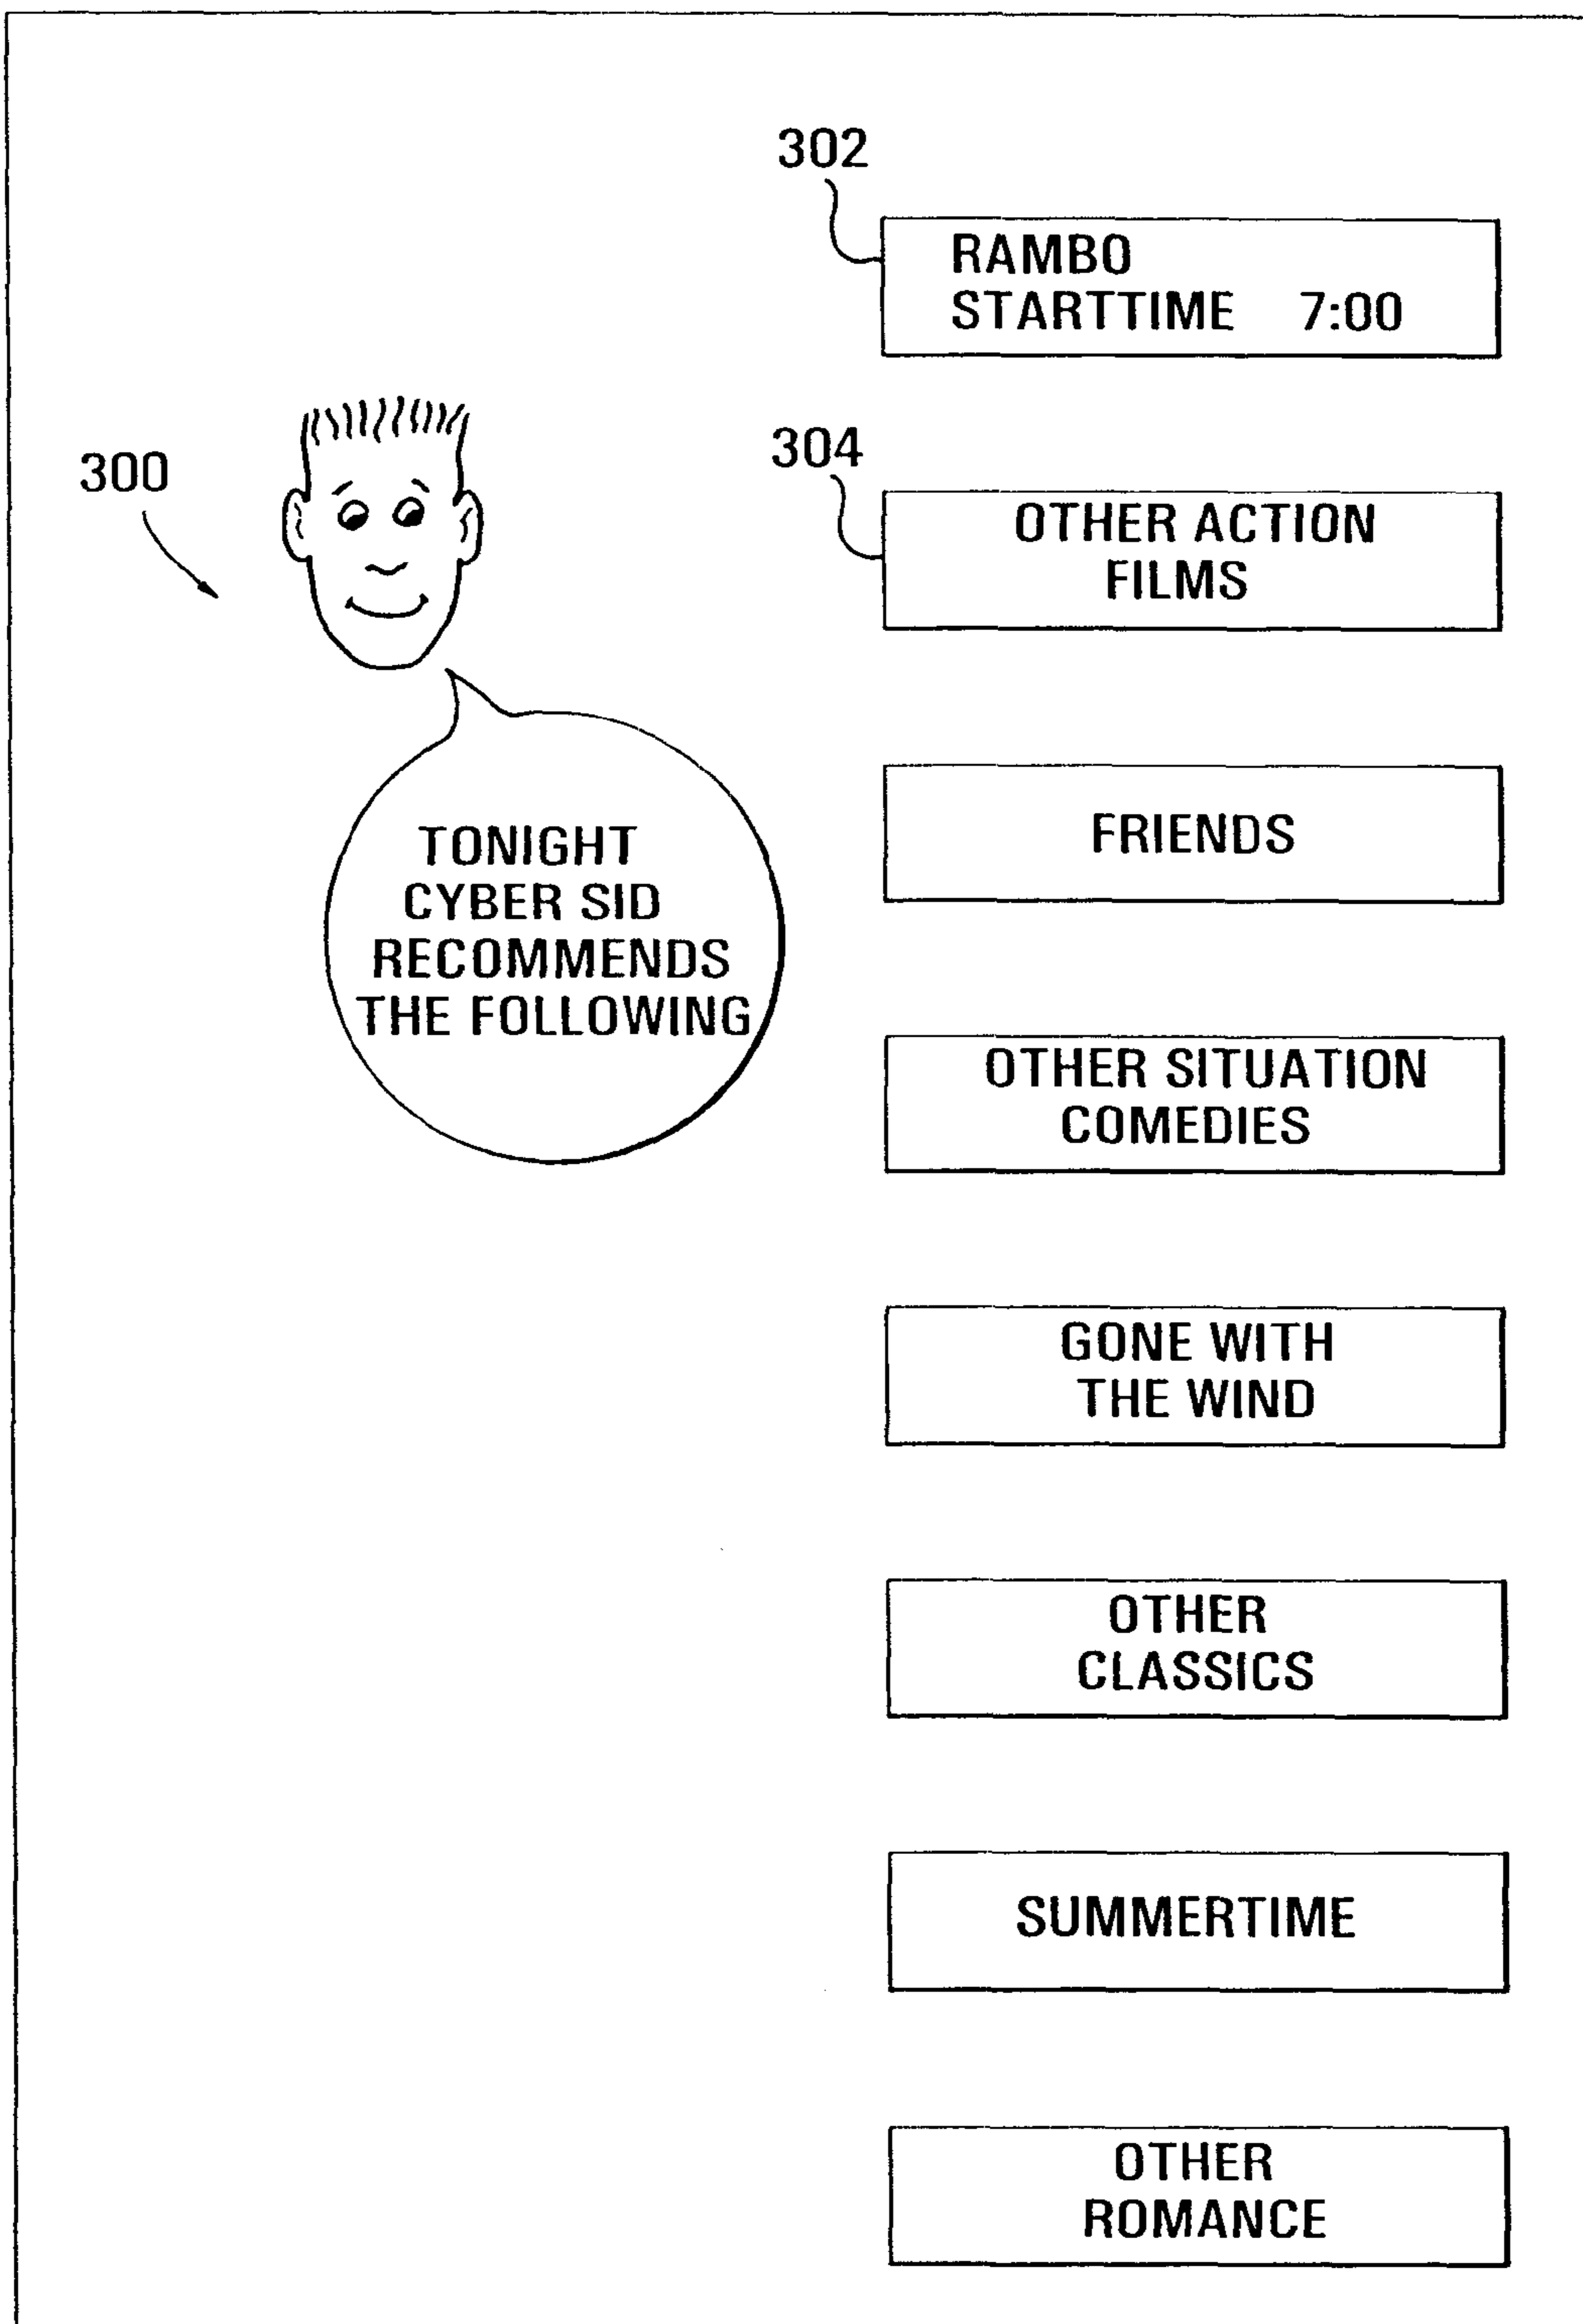 302
RAMBO
STARTTIME 7:00
304
OTHER ACTION
FILMS
300
TONIGHT
CYBER SID
RECOMMENDS
THE FOLLOWING
FRIENDS
OTHER SITUATION
COMEDIES
GONE WITH
THE WIND
OTHER
CLASSICS
SUMMERTIME
OTHER
ROMANCE